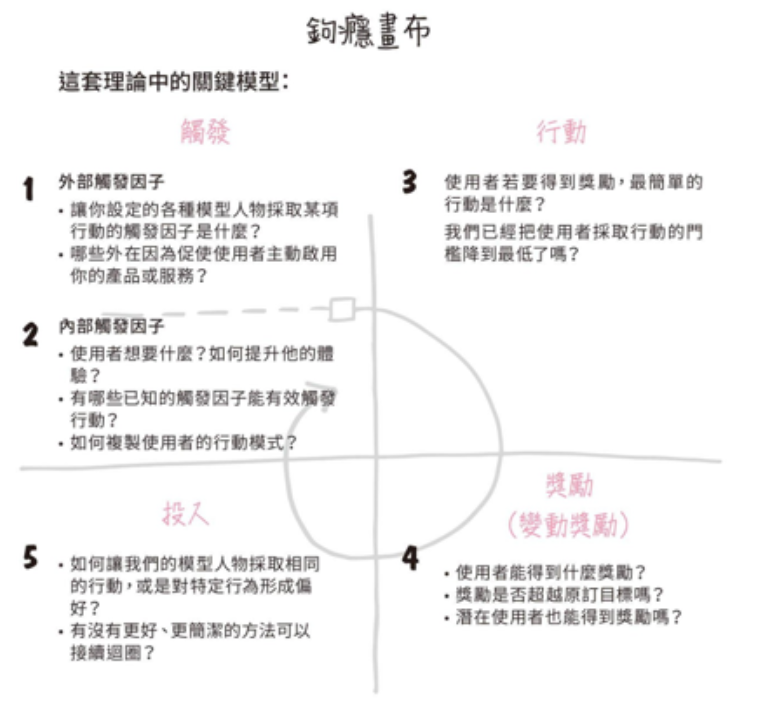 鉤癮畫布
這套理論中的關鍵模型：
觸發
1
外部觸發因子
• 讓你設定的各種模型人物採取某項
行動的觸發因子是什麼？
• 哪些外在因為促使使用者主動啟用
你的產品或服務？
2
內部觸發因子
• 使用者想要什麼？如何提升他的體
驗？
• 有哪些已知的觸發因子能有效觸發
行動？
• 如何複製使用者的行動模式？
行動
3
使用者若要得到獎勵，最簡單的
行動是什麼？
我們已經把使用者採取行動的門
檻降到最低了嗎？
獎勵
（變動獎勵）
4
• 使用者能得到什麼獎勵？
• 獎勵是否超越原訂目標嗎？
• 潛在使用者也能得到獎勵嗎？
投入
5
• 如何讓我們的模型人物採取相同
的行動，或是對特定行為形成偏
好？
• 有沒有更好、更簡潔的方法可以
接續迴圈？